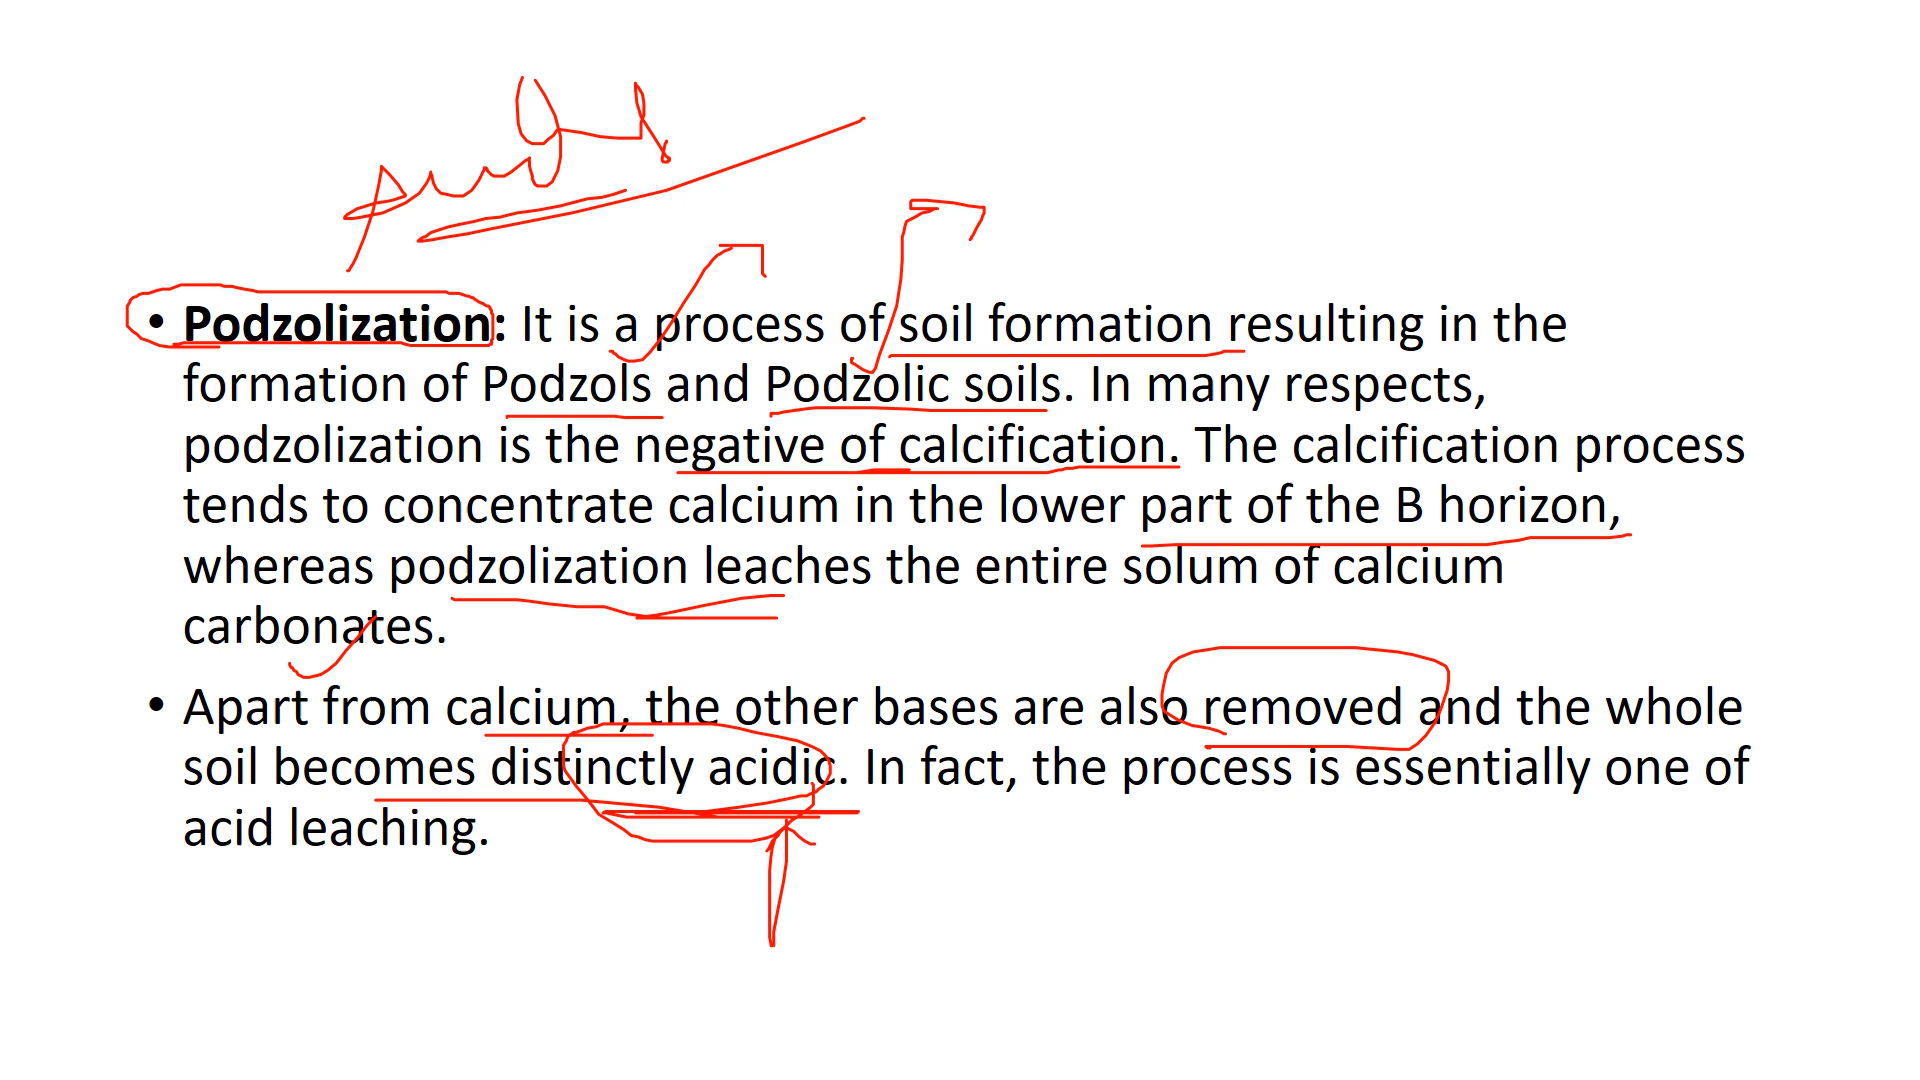 • Podzolization: It is a process of soil formation resulting in the
formation of Podzols and Podzolic soils. In many respects,
podzolization is the negative of calcification. The calcification process
tends to concentrate calcium in the lower part of the B horizon,
whereas podzolization leaches the entire solum of calcium
carbonates.
• Apart from calcium, the other bases are also removed and the whole
soil becomes distinctly acidic. In fact, the process is essentially one of
acid leaching.